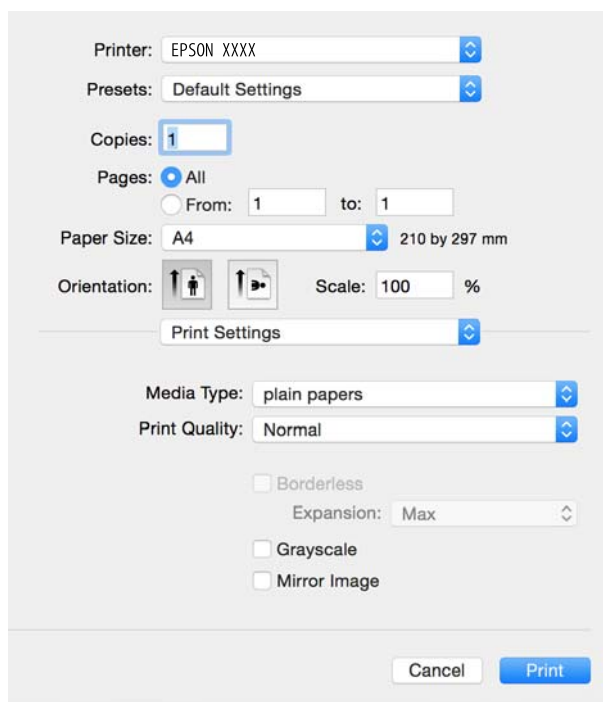 Printer: EPSON XXXX
Presets: Default Settings
Copies: 1
Pages: All
From: 1 to: 1
Paper Size: A4 210 by 297 mm
Orientation: Scale: 100 %
Print Settings
Media Type: plain papers
Print Quality: Normal
Borderless
Expansion: Max
Grayscale
Mirror Image
Cancel Print